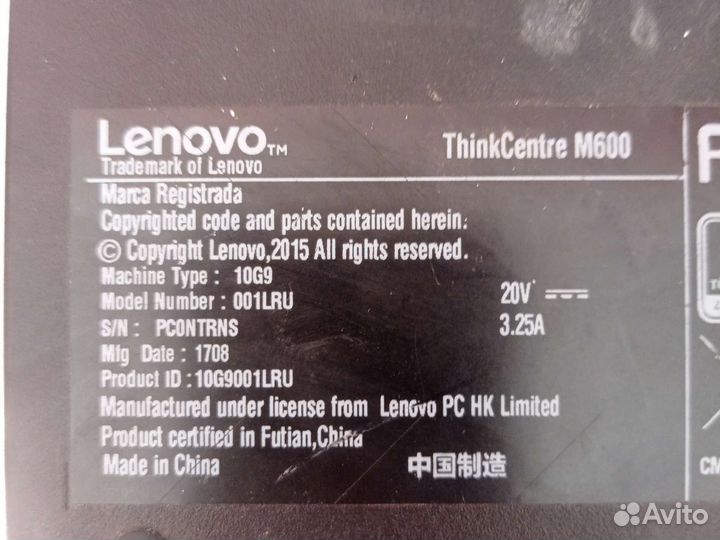 Lenovo™
ThinkCentre M600
Trademark of Lenovo
Marca Registrada
Copyrighted code and parts contained herein.
© Copyright Lenovo,2015 All rights reserved.
Machine Type : 10G9
Model Number : 001LRU
20V
S/N : PC0NTRNS
3.25A
Mfg Date : 1708
Product ID : 10G9001LRU
Manufactured under license from Lenovo PC HK Limited
Product certified in Futian,China
Made in China
中国制造
CM
Avito